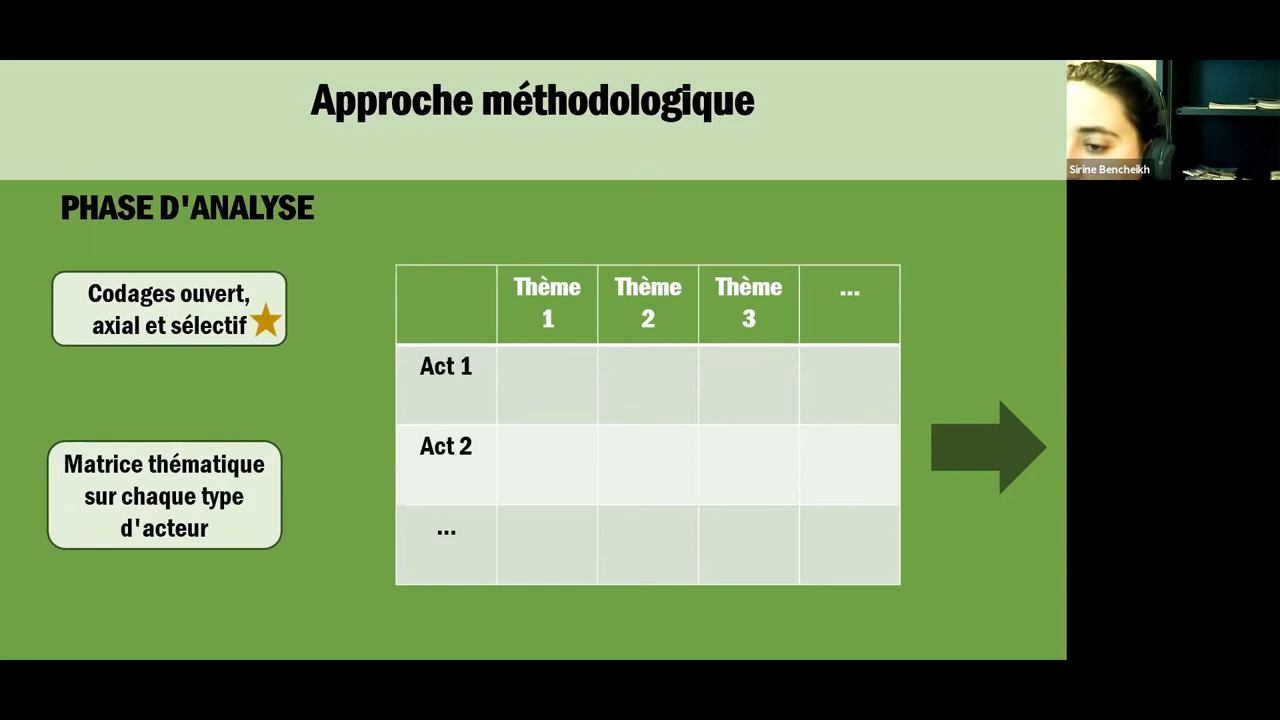 Approche méthodologique
Sirine Bencheikh
PHASE D'ANALYSE
Codages ouvert,
axial et sélectif
Matrice thématique
sur chaque type
d'acteur
Thème 1 Thème 2 Thème 3 ...
Act 1
Act 2
...